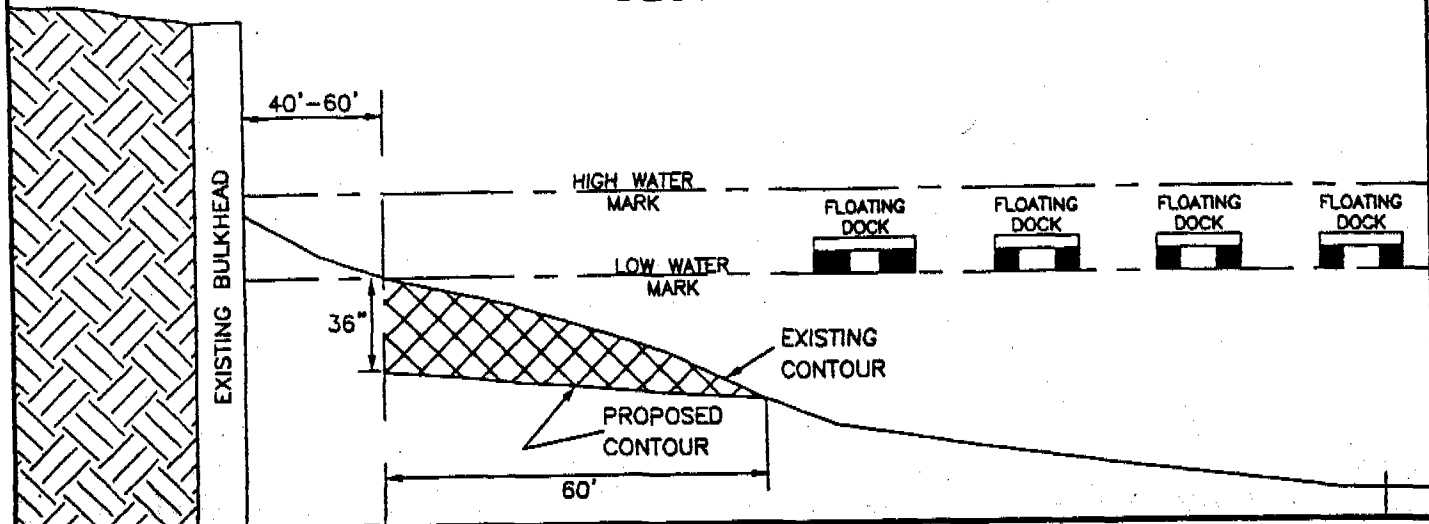 40'-60'
HIGH WATER
MARK
FLOATING
DOCK
FLOATING
DOCK
FLOATING
DOCK
FLOATING
DOCK
EXISTING BULKHEAD
LOW WATER
MARK
36"
EXISTING
CONTOUR
PROPOSED
CONTOUR
60'